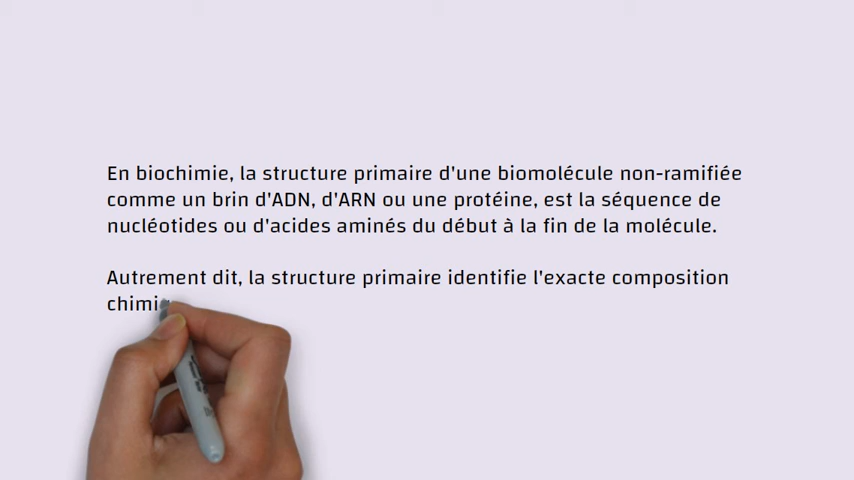 En biochimie, la structure primaire d'une biomolécule non-ramifiée
comme un brin d'ADN, d'ARN ou une protéine, est la séquence de
nucléotides ou d'acides aminés du début à la fin de la molécule.
Autrement dit, la structure primaire identifie l'exacte composition